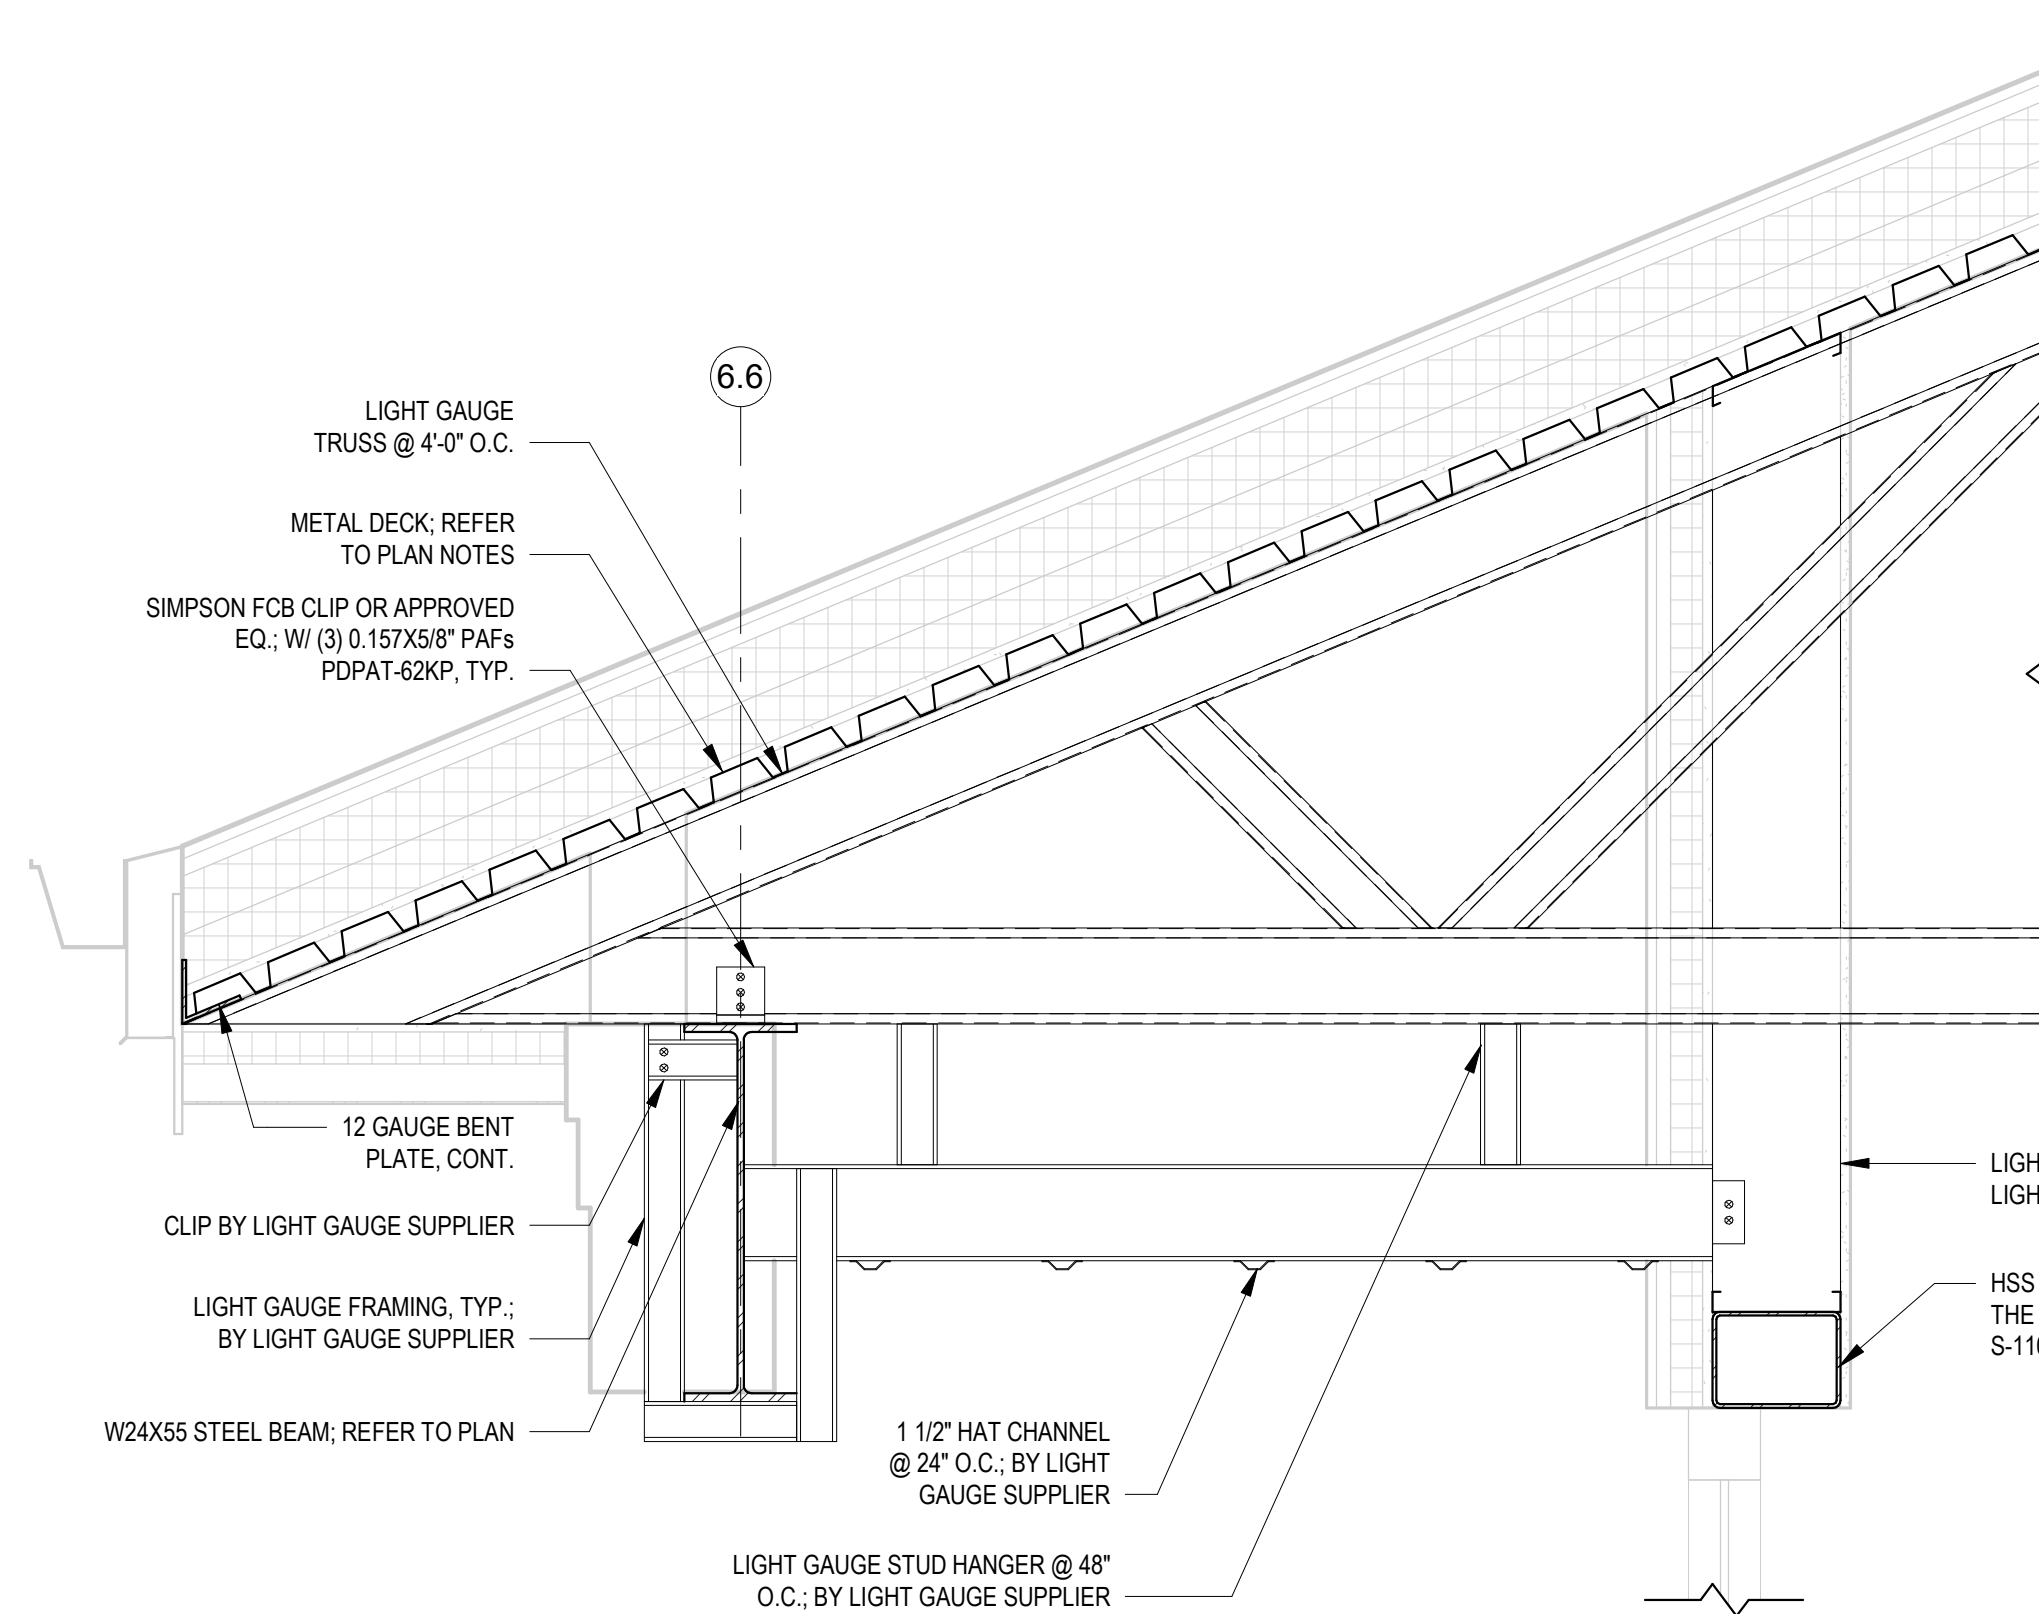 6.6
LIGHT GAUGE
TRUSS @ 4'-0" O.C.
METAL DECK; REFER
TO PLAN NOTES
SIMPSON FCB CLIP OR APPROVED
EQ.; W/ (3) 0.157X5/8" PAFs
PDPAT-62KP, TYP.
12 GAUGE BENT
PLATE, CONT.
CLIP BY LIGHT GAUGE SUPPLIER
LIGHT GAUGE FRAMING, TYP.;
BY LIGHT GAUGE SUPPLIER
W24X55 STEEL BEAM; REFER TO PLAN
1 1/2" HAT CHANNEL
@ 24" O.C.; BY LIGHT
GAUGE SUPPLIER
LIGHT GAUGE STUD HANGER @ 48"
O.C.; BY LIGHT GAUGE SUPPLIER
LIGH
LIGH
HSS
THE
S-110